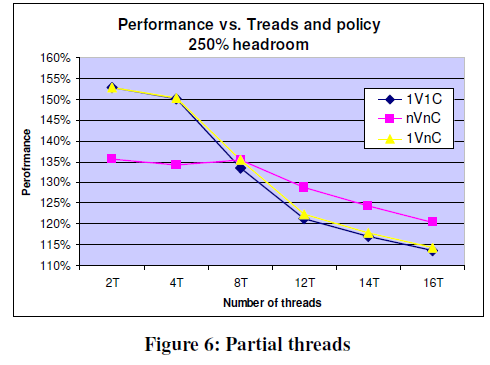 Performance vs. Treads and policy
250% headroom
160%
155%
150%
145%
140%
135%
130%
125%
120%
115%
110%
Perofrmance
1V1C
nVnC
1VnC
2T 4T 8T 12T 14T 16T
Number of threads
Figure 6: Partial threads